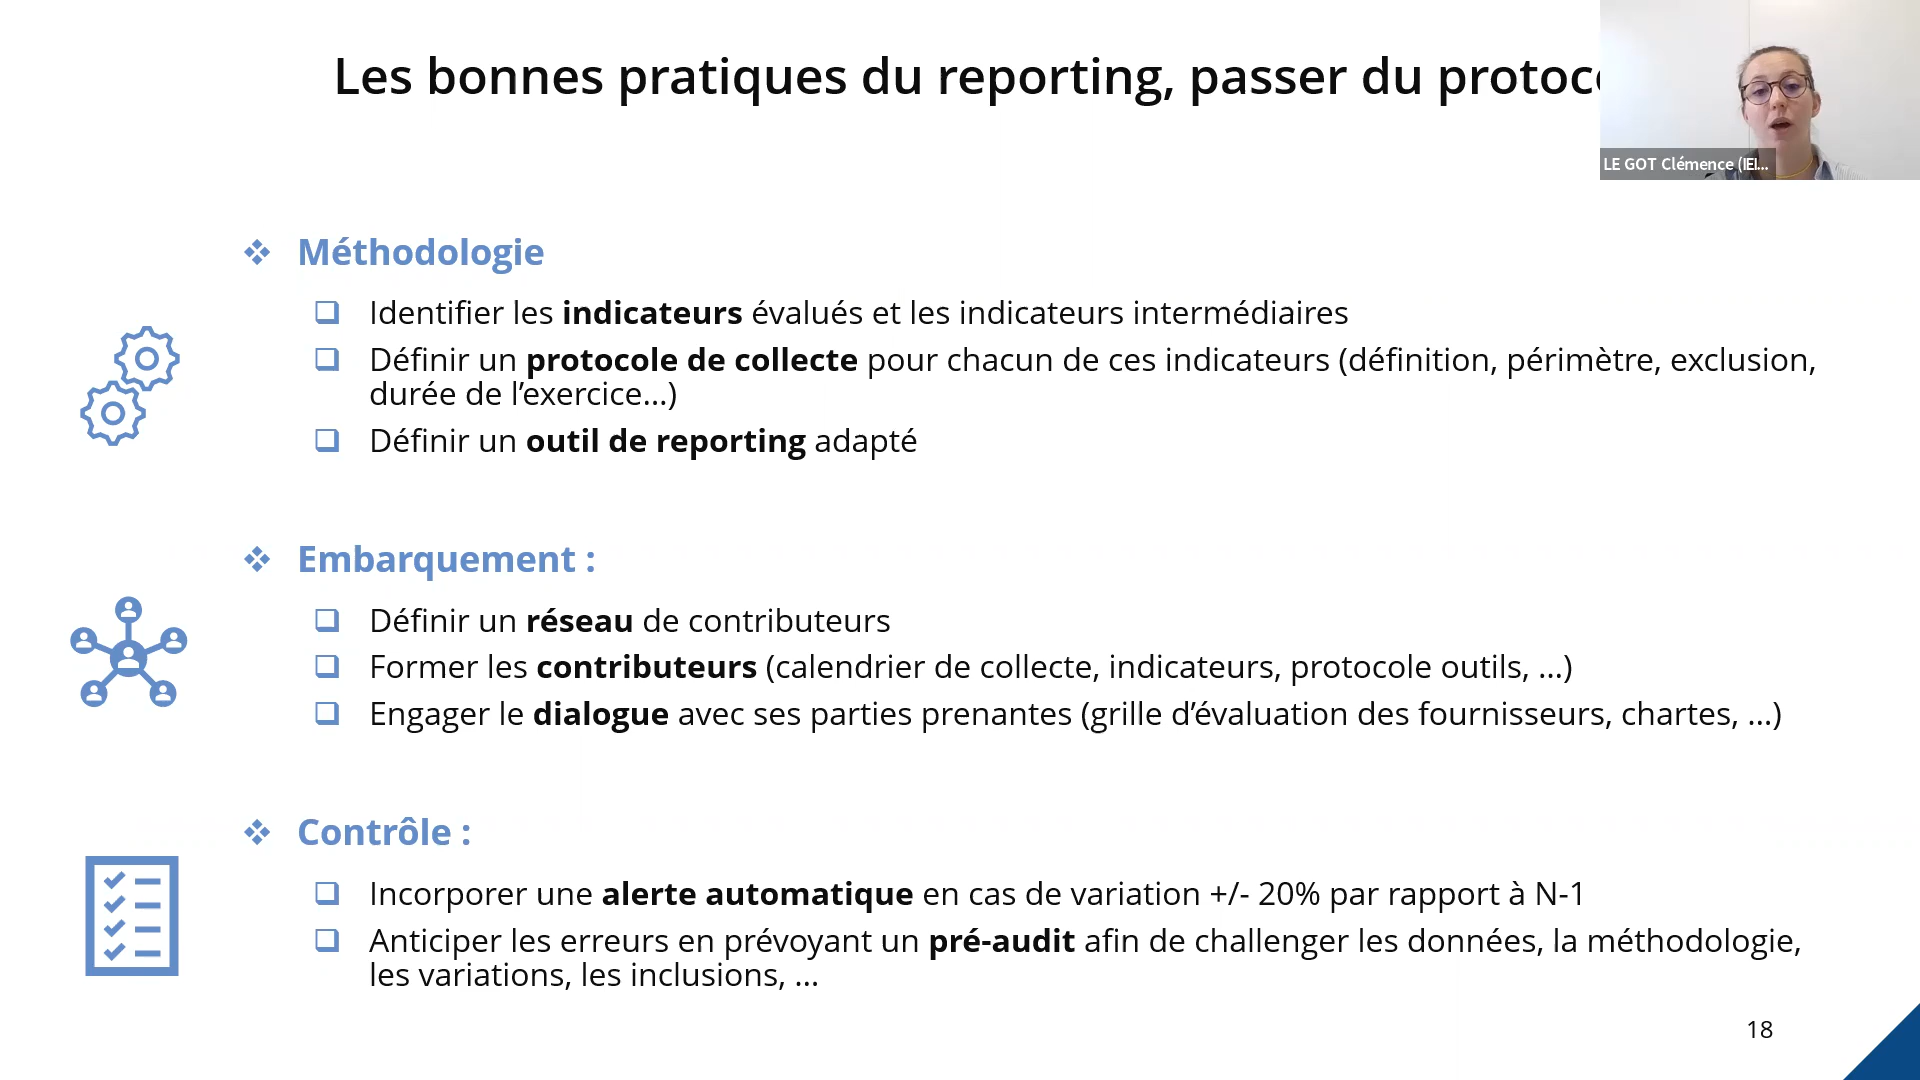 Les bonnes pratiques du reporting, passer du
LE GOT Clémence (IEI...
Méthodologie
Identifier les indicateurs évalués et les indicateurs intermédiaires
Définir un protocole de collecte pour chacun de ces indicateurs (définition, périmètre, exclusion,
durée de l’exercice…)
Définir un outil de reporting adapté
Embarquement :
Définir un réseau de contributeurs
Former les contributeurs (calendrier de collecte, indicateurs, protocole outils, …)
Engager le dialogue avec ses parties prenantes (grille d’évaluation des fournisseurs, chartes, …)
Contrôle :
Incorporer une alerte automatique en cas de variation +/- 20% par rapport à N-1
Anticiper les erreurs en prévoyant un pré-audit afin de challenger les données, la méthodologie,
les variations, les inclusions, …
18